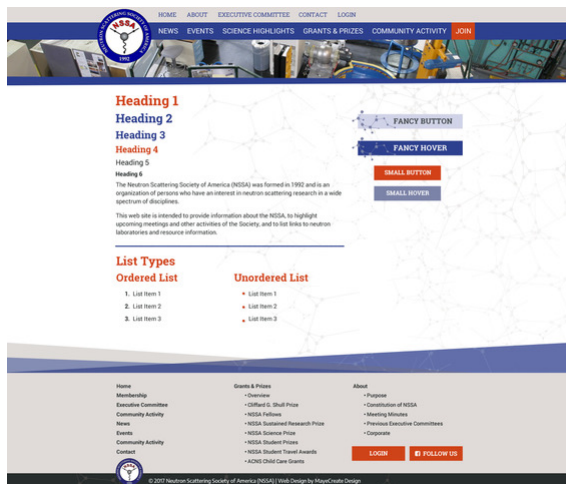 HOME ABOUT EXECUTIVE COMMITTEE CONTACT LOGIN
NEUTRON SCATTERING SOCIETY OF AMERICA
NSSA
1992
NEWS EVENTS SCIENCE HIGHLIGHTS GRANTS & PRIZES COMMUNITY ACTIVITY JOIN
Heading 1
Heading 2
Heading 3
Heading 4
Heading 5
Heading 6
The Neutron Scattering Society of America (NSSA) was formed in 1992 and is an
organization of persons who have an interest in neutron scattering research in a wide
spectrum of disciplines.
This web site is intended to provide information about the NSSA, to highlight
upcoming meetings and other activities of the Society, and to list links to neutron
laboratories and resource information.
FANCY BUTTON
FANCY HOVER
SMALL BUTTON
SMALL HOVER
List Types
Ordered List
1. List Item 1
2. List Item 2
3. List Item 3
Unordered List
• List Item 1
• List Item 2
• List Item 3
Home
Membership
Executive Committee
Community Activity
News
Events
Community Activity
Contact
Grants & Prizes
• Overview
• Cliffard G. Shull Prize
• NSSA Fellows
• NSSA Sustained Research Prize
• NSSA Science Prize
• NSSA Student Prizes
• NSSA Student Travel Awards
• ACNS Child Care Grants
About
• Purpose
• Constitution of NSSA
• Meeting Minutes
• Previous Executive Committees
• Corporate
LOGIN FOLLOW US
NSSA
© 2017 Neutron Scattering Society of America (NSSA) | Web Design by MayeCreate Design